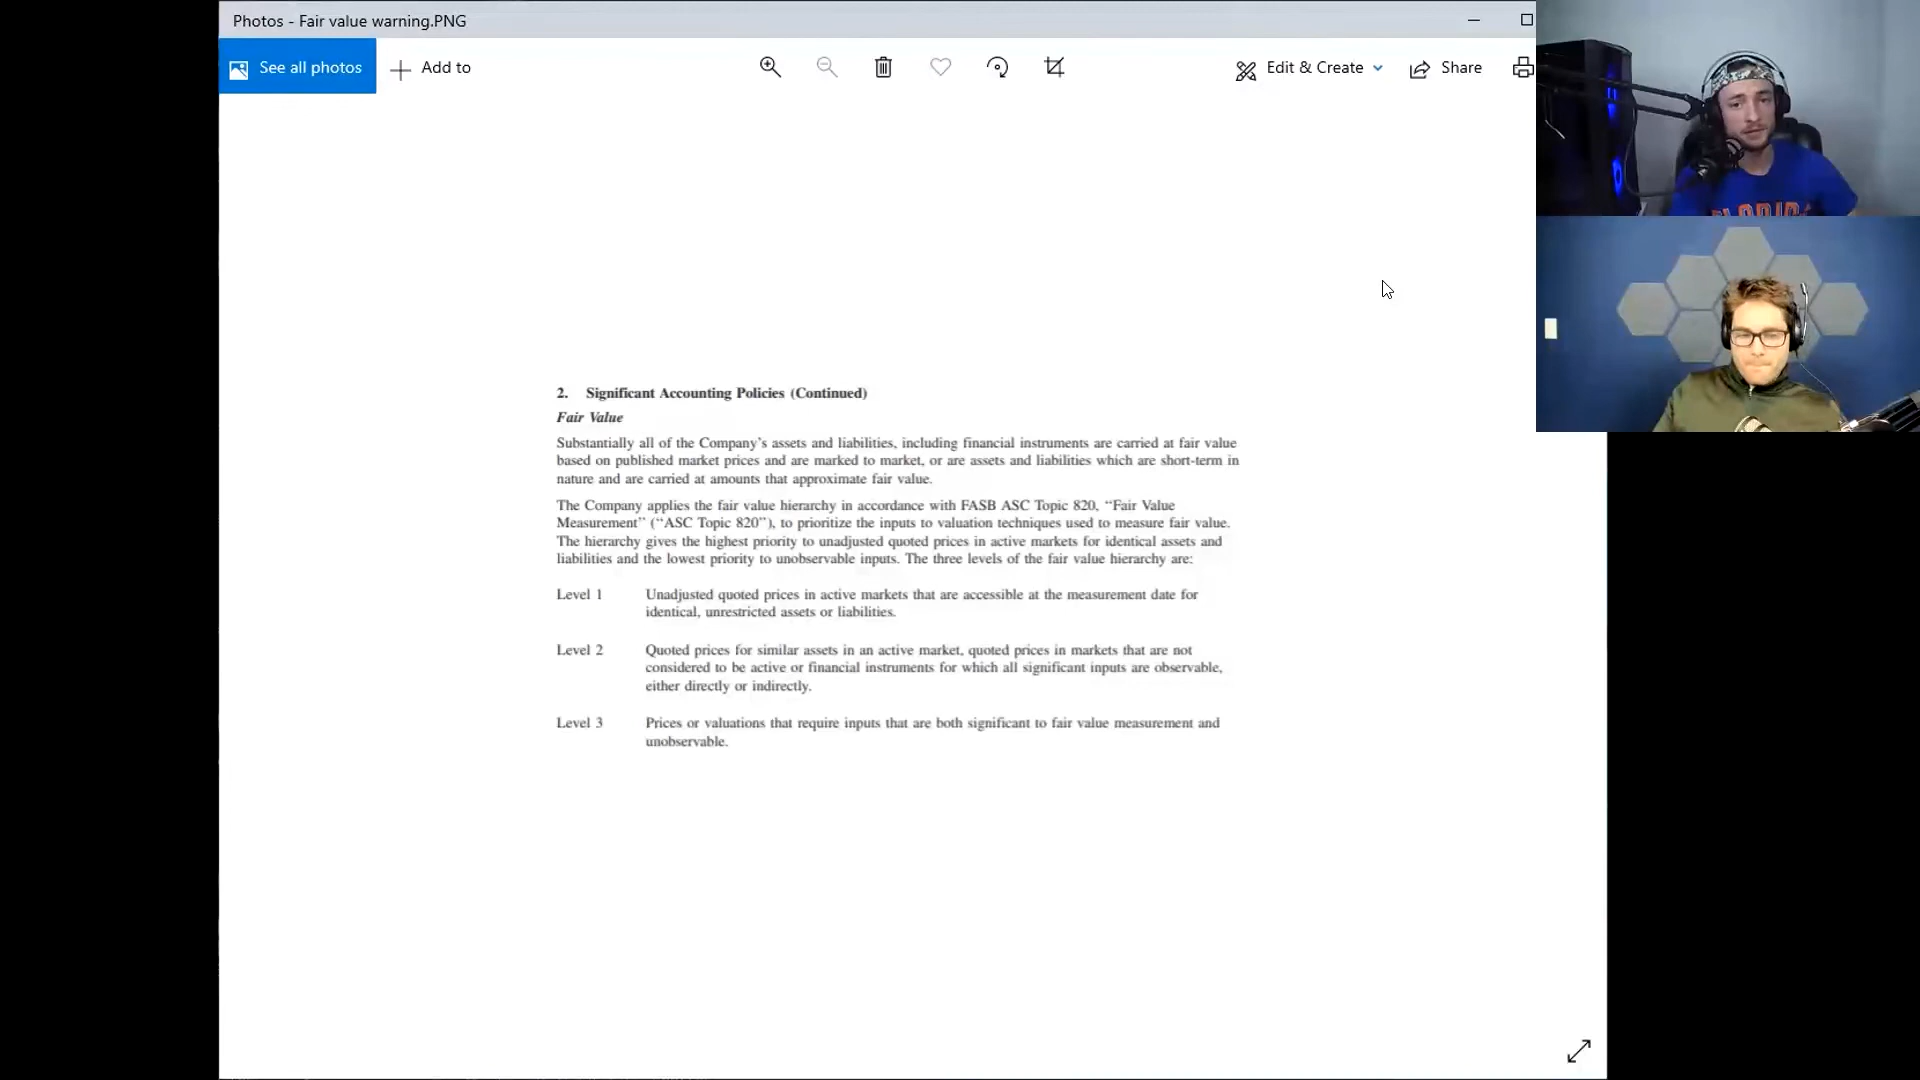 Photos - Fair value warning.PNG
See all photos
Add to
Edit & Create
Share
2. Significant Accounting Policies (Continued)
Fair Value
Substantially all of the Company's assets and liabilities, including financial instruments are carried at fair value
based on published market prices and are marked to market, or are assets and liabilities which are short-term in
nature and are carried at amounts that approximate fair value.
The Company applies the fair value hierarchy in accordance with FASB ASC Topic 820, “Fair Value
Measurement” (“ASC Topic 820”), to prioritize the inputs to valuation techniques used to measure fair value.
The hierarchy gives the highest priority to unadjusted quoted prices in active markets for identical assets and
liabilities and the lowest priority to unobservable inputs. The three levels of the fair value hierarchy are:
Level 1 Unadjusted quoted prices in active markets that are accessible at the measurement date for
identical, unrestricted assets or liabilities.
Level 2 Quoted prices for similar assets in an active market, quoted prices in markets that are not
considered to be active or financial instruments for which all significant inputs are observable,
either directly or indirectly.
Level 3 Prices or valuations that require inputs that are both significant to fair value measurement and
unobservable.